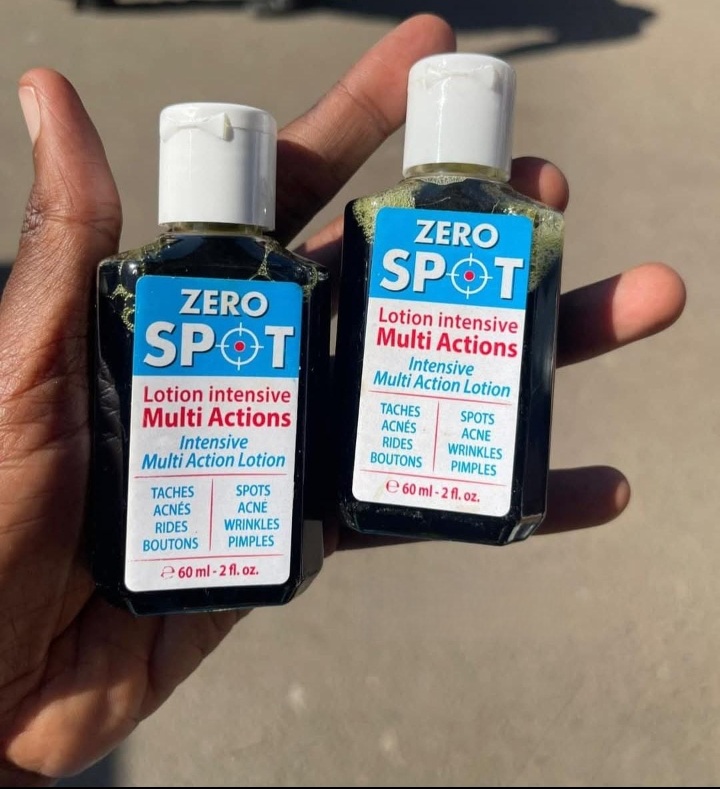 ZERO
SPOT
Lotion intensive
Multi Actions
Intensive
Multi Action Lotion
TACHES
ACNÉS
RIDES
BOUTONS
SPOTS
ACNE
WRINKLES
PIMPLES
℮ 60 ml - 2 fl. oz.
ZERO
SPOT
Lotion intensive
Multi Actions
Intensive
Multi Action Lotion
TACHES
ACNÉS
RIDES
BOUTONS
SPOTS
ACNE
WRINKLES
PIMPLES
℮ 60 ml - 2 fl. oz.